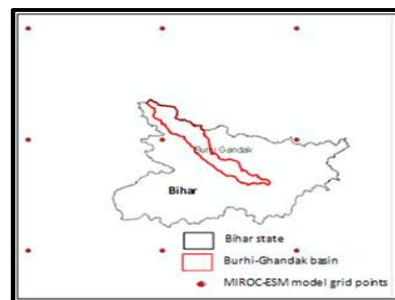 Burhi Gandak
Bihar
Bihar state
Burhi-Ghandak basin
MIROC-ESM model grid points